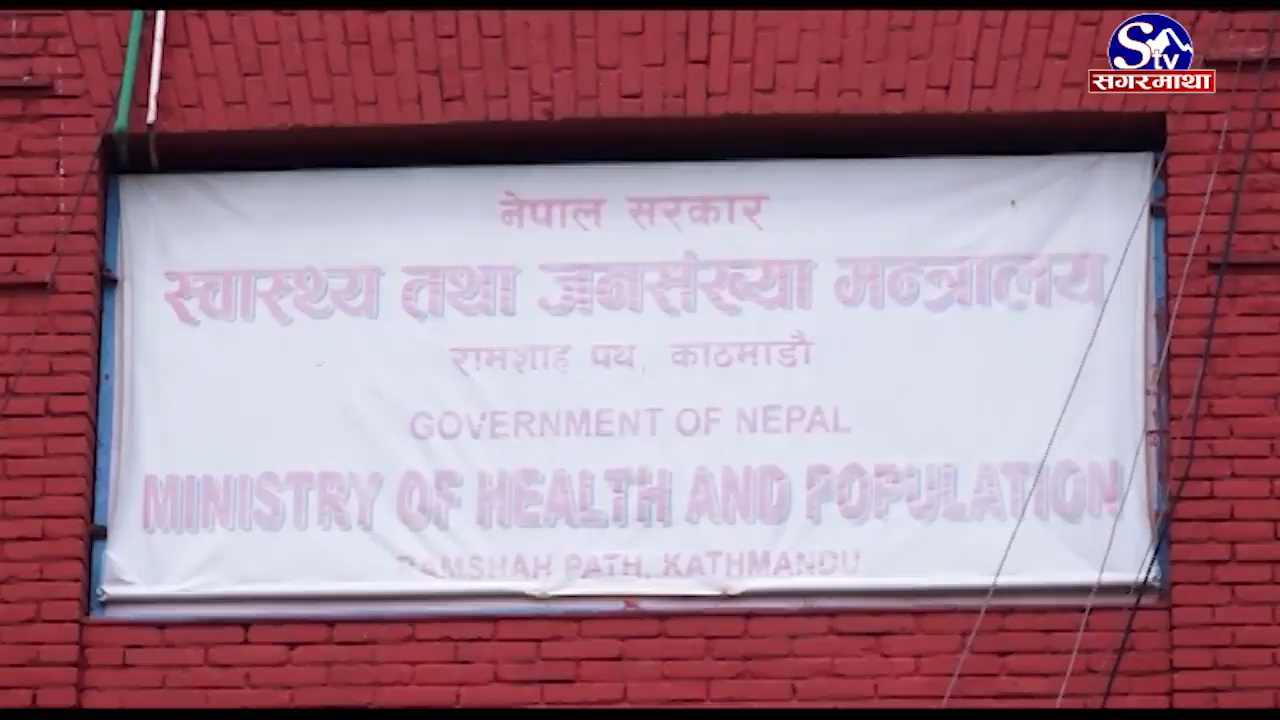 Stv
सगरमाथा
नेपाल सरकार
स्वास्थ्य तथा जनसंख्या मन्त्रालय
रामशाह पथ, काठमाडौ
GOVERNMENT OF NEPAL
MINISTRY OF HEALTH AND POPULATION
RAMSHAH PATH, KATHMANDU